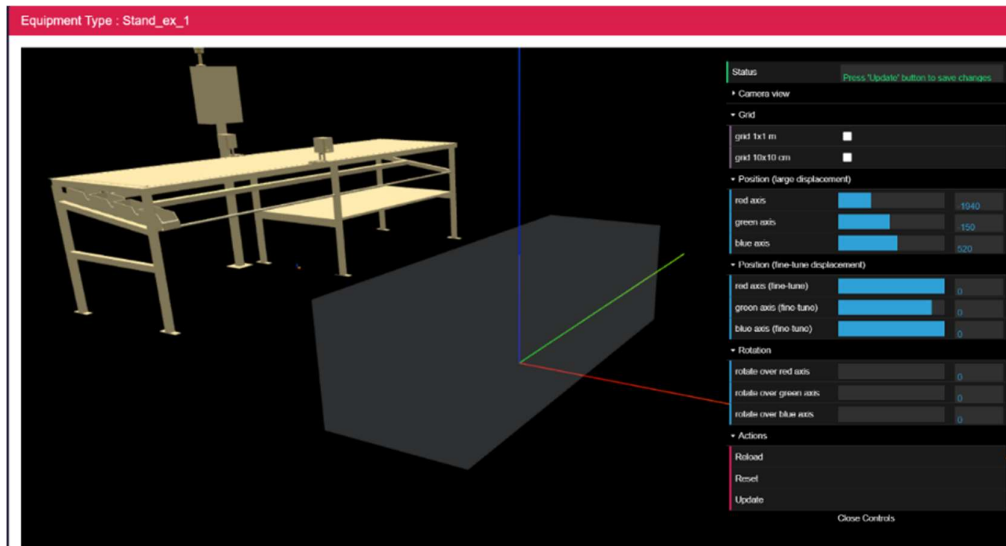 Equipment Type : Stand_ex_1
Status Press 'Update' button to save changes
Camera view
Grid
grid 1x1 m
grid 10x10 cm
Position (large displacement)
red axis -1940
green axis -150
blue axis 520
Position (fine-tune displacement)
red axis (fine-tune) 0
green axis (fine-tune) 0
blue axis (fine-tune) 0
Rotation
rotate over red axis 0
rotate over green axis 0
rotate over blue axis 0
Actions
Reload
Reset
Update
Close Controls